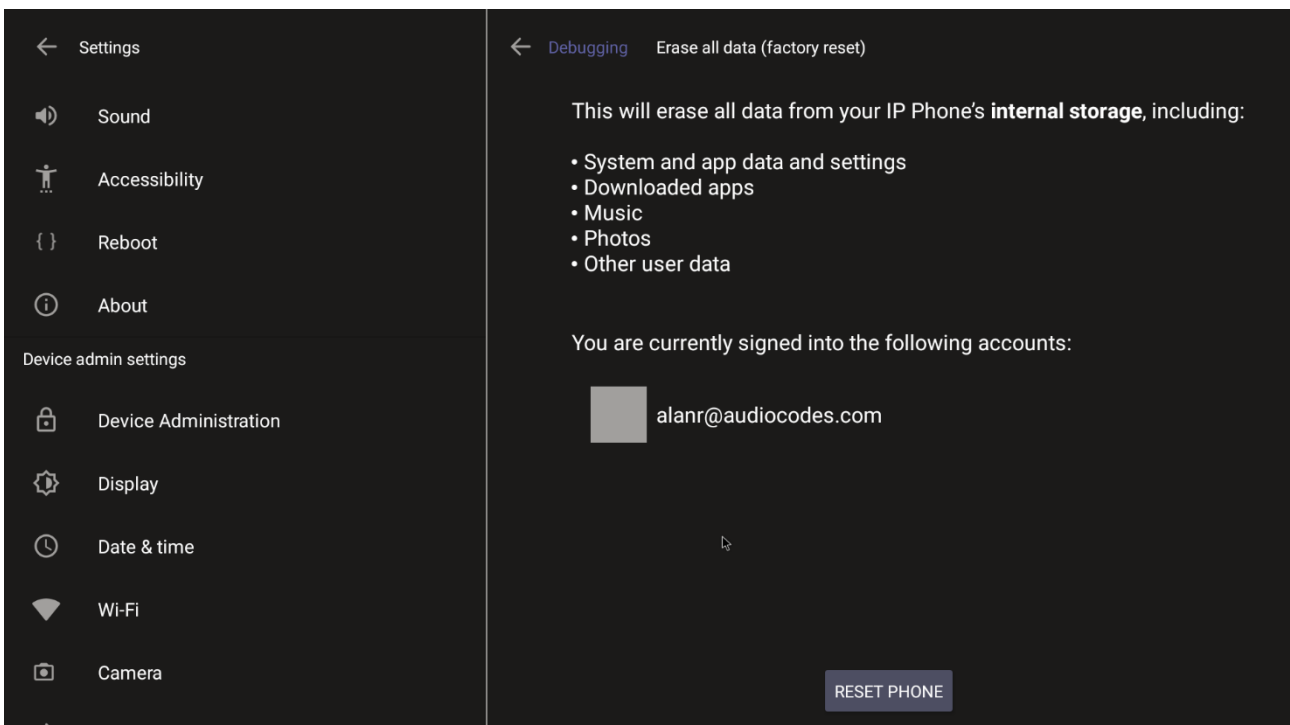 Settings
Sound
Accessibility
{ } Reboot
About
Device admin settings
Device Administration
Display
Date & time
Wi-Fi
Camera
Debugging Erase all data (factory reset)
This will erase all data from your IP Phone’s internal storage, including:
• System and app data and settings
• Downloaded apps
• Music
• Photos
• Other user data
You are currently signed into the following accounts:
alanr@audiocodes.com
RESET PHONE